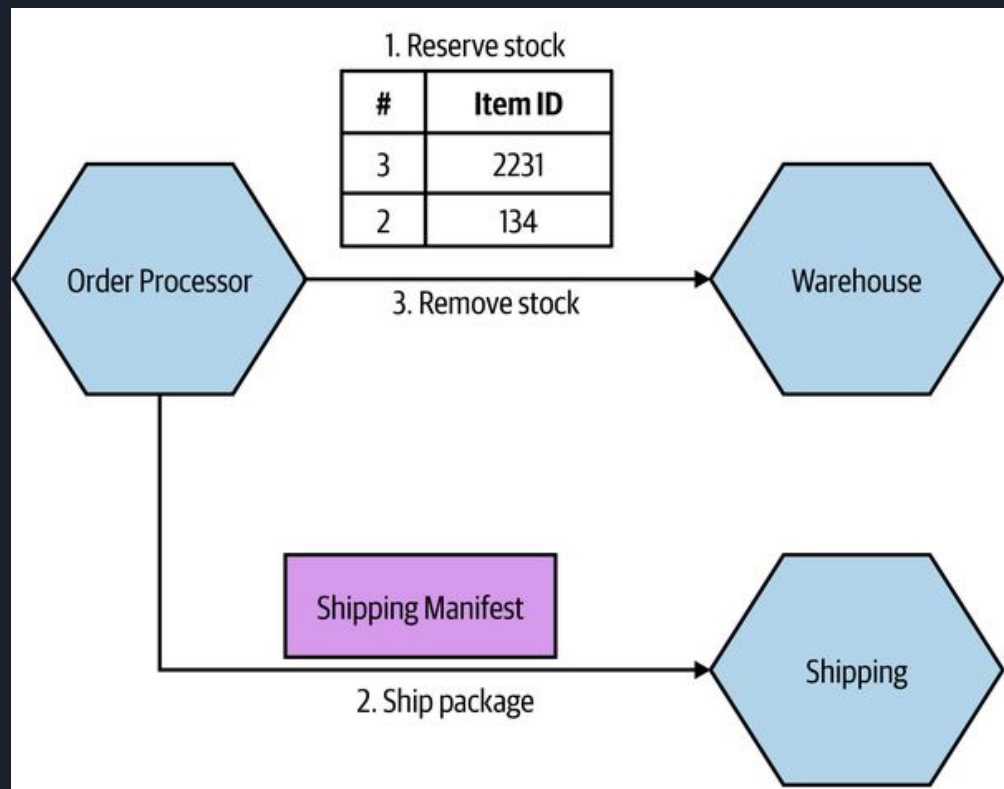 1. Reserve stock
# Item ID
3 2231
2 134
Order Processor
3. Remove stock
Warehouse
Shipping Manifest
2. Ship package
Shipping